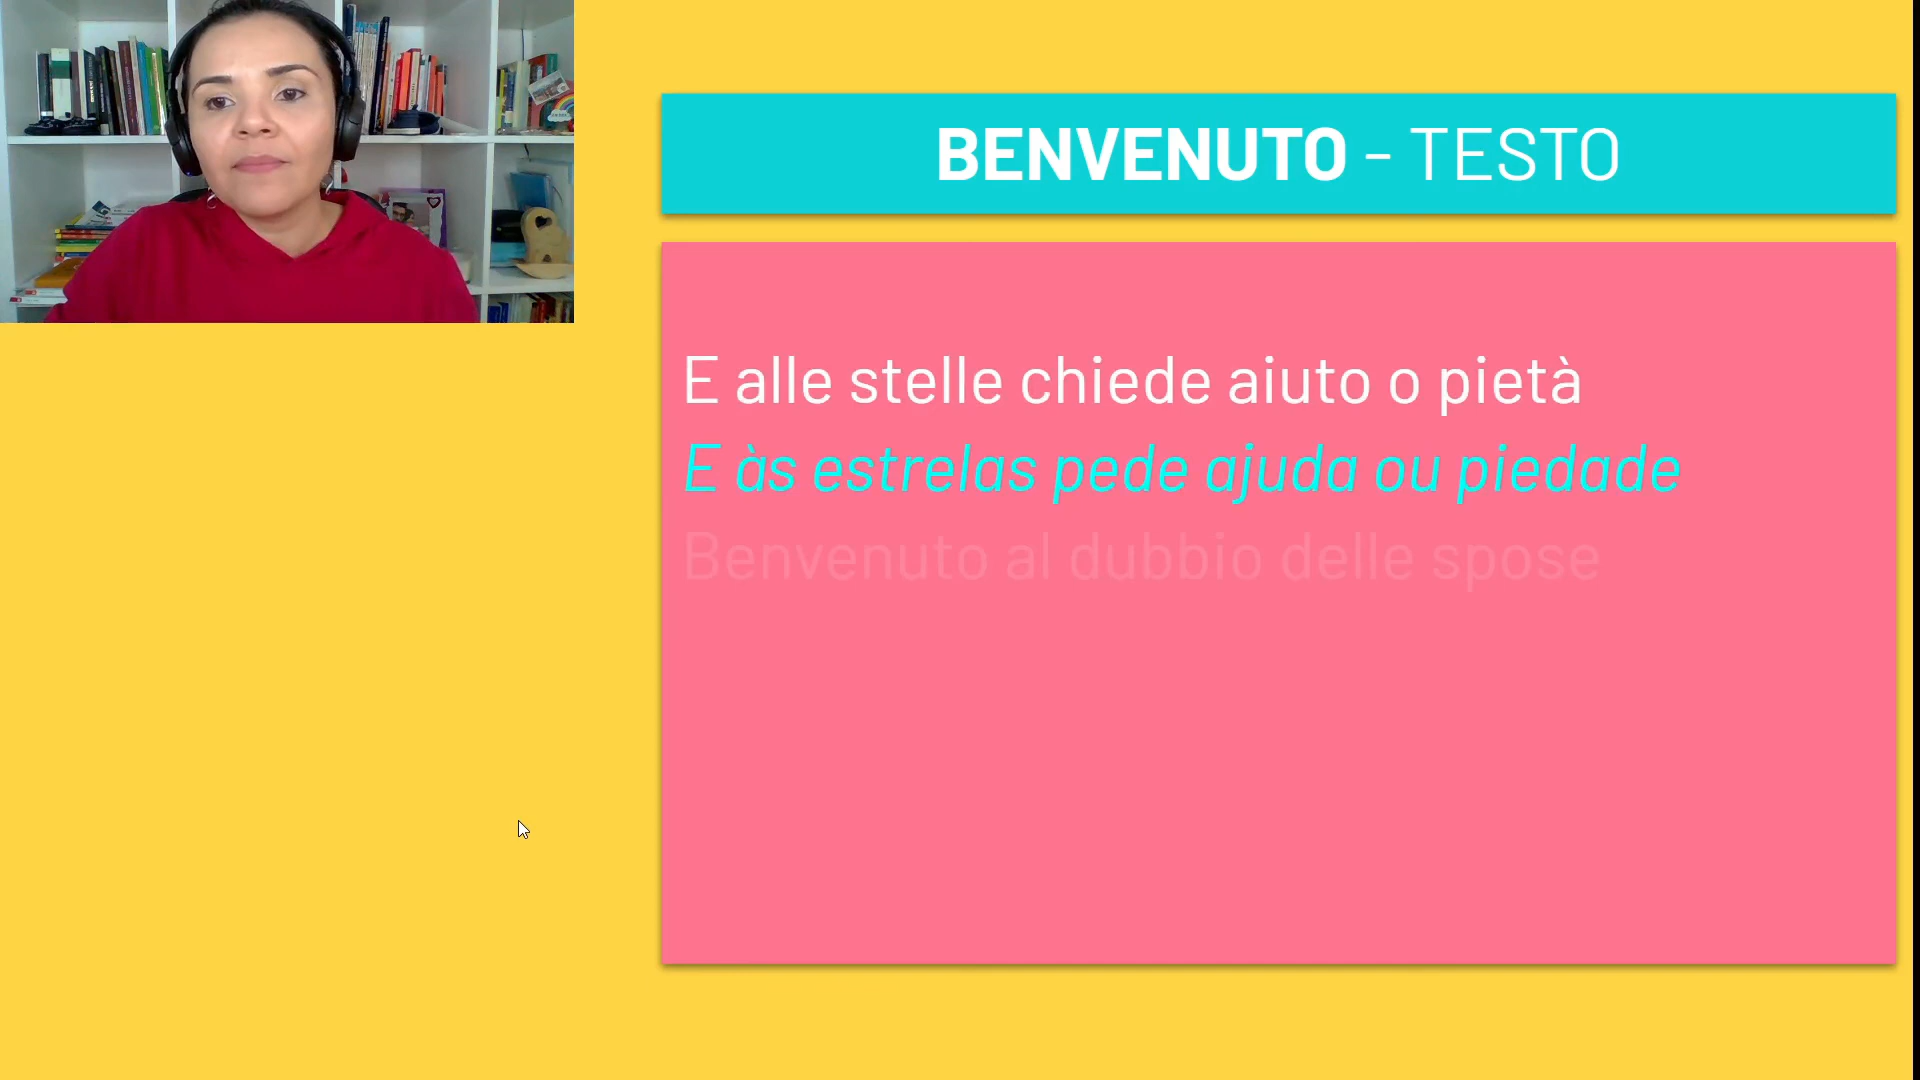 BENVENUTO - TESTO
E alle stelle chiede aiuto o pietà
E às estrelas pede ajuda ou piedade
Benvenuto al dubbio delle spose